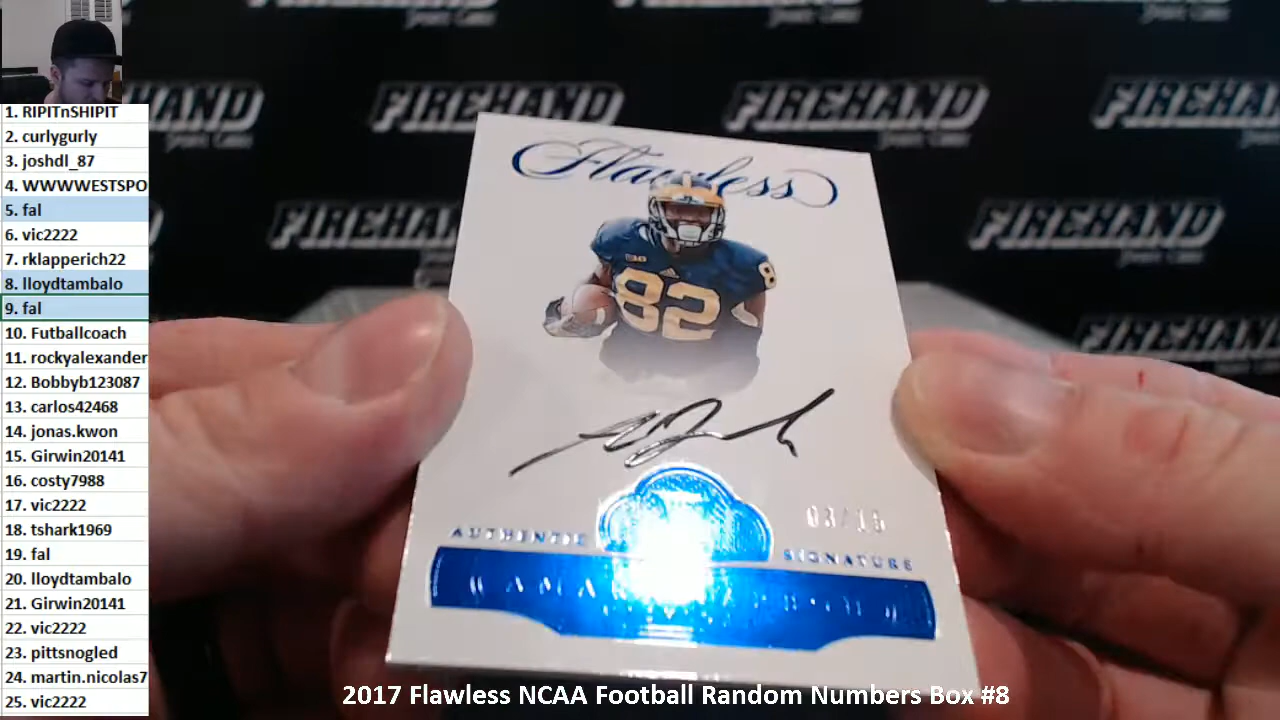 1. RIPITnSHIPIT
2. curlygurly
3. joshdl_87
4. WWWWESTSPO
5. fal
6. vic2222
7. rklapperich22
8. lloydtambalo
9. fal
10. Futballcoach
11. rockyalexander
12. Bobbyb123087
13. carlos42468
14. jonas.kwon
15. Girwin20141
16. costy7988
17. vic2222
18. tshark1969
19. fal
20. lloydtambalo
21. Girwin20141
22. vic2222
23. pittsnogled
24. martin.nicolas7
25. vic2222
FIREHAND FIREHAND FIREHAND
FIREHAND FIREHAND
FIREHAND
Flawless
82
8
AUTHENTIC SIGNATURE
2017 Flawless NCAA Football Random Numbers Box #8